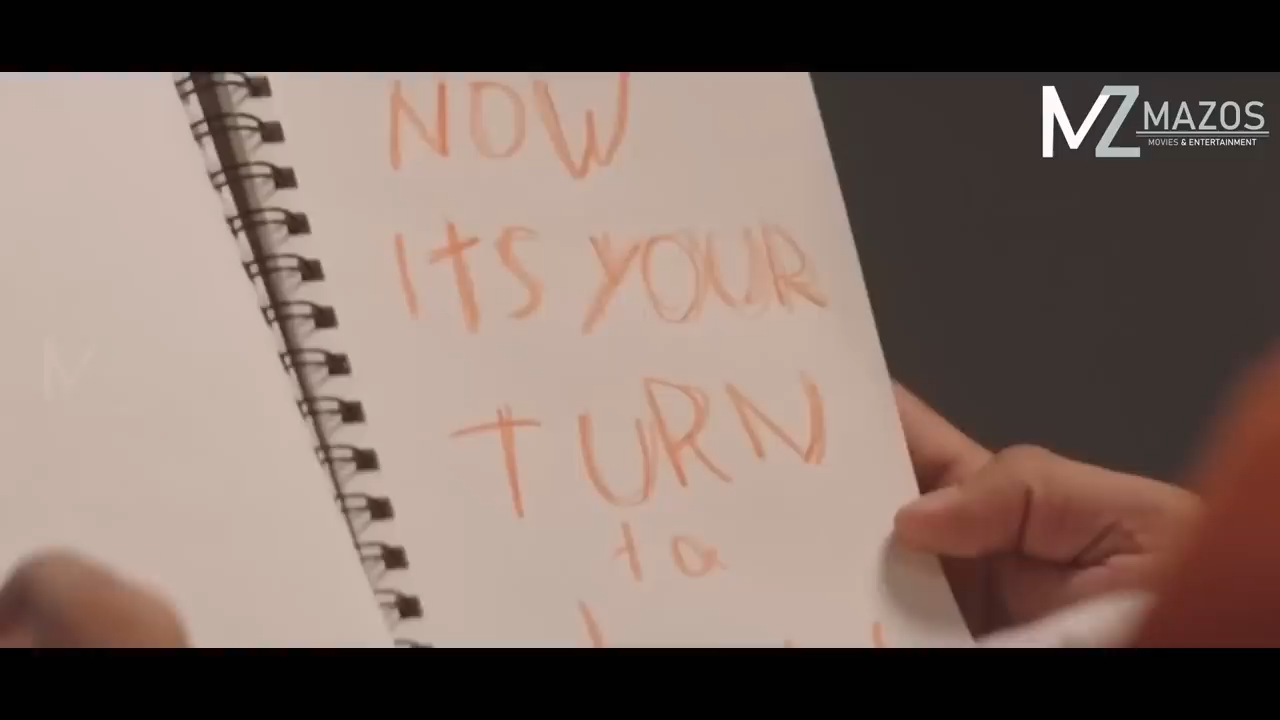 NOW
ITS YOUR
TURN
to
MZ MAZOS
MOVIES & ENTERTAINMENT